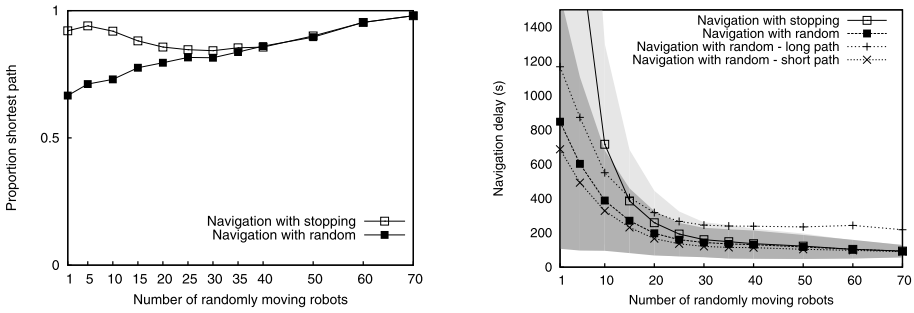 1
0.5
0
Proportion shortest path
Navigation with stopping
Navigation with random
1 5 10 15 20 25 30 35 40 50 60 70
Number of randomly moving robots
1400
1200
1000
800
600
400
200
0
Navigation delay (s)
Navigation with stopping
Navigation with random
Navigation with random - long path
Navigation with random - short path
1 10 20 30 40 50 60 70
Number of randomly moving robots